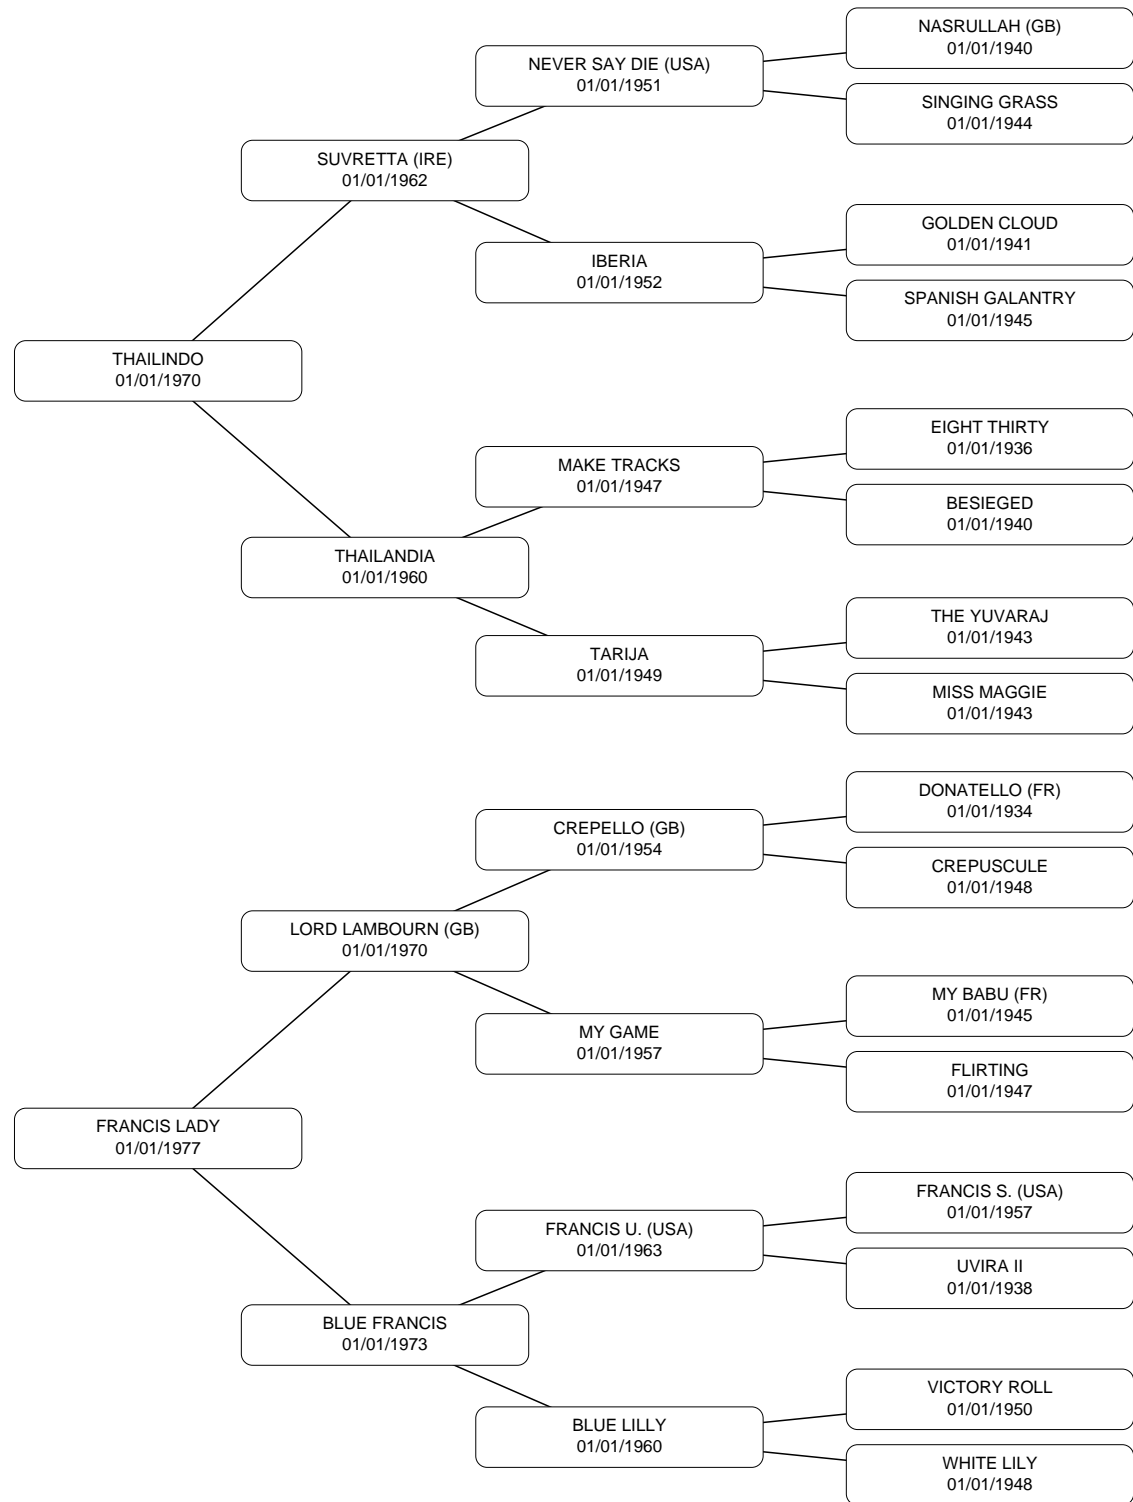 NASRULLAH (GB)
01/01/1940
NEVER SAY DIE (USA)
01/01/1951
SINGING GRASS
01/01/1944
SUVRETTA (IRE)
01/01/1962
GOLDEN CLOUD
01/01/1941
IBERIA
01/01/1952
SPANISH GALANTRY
01/01/1945
THAILINDO
01/01/1970
EIGHT THIRTY
01/01/1936
MAKE TRACKS
01/01/1947
BESIEGED
01/01/1940
THAILANDIA
01/01/1960
THE YUVARAJ
01/01/1943
TARIJA
01/01/1949
MISS MAGGIE
01/01/1943
DONATELLO (FR)
01/01/1934
CREPELLO (GB)
01/01/1954
CREPUSCULE
01/01/1948
LORD LAMBOURN (GB)
01/01/1970
MY BABU (FR)
01/01/1945
MY GAME
01/01/1957
FLIRTING
01/01/1947
FRANCIS LADY
01/01/1977
FRANCIS S. (USA)
01/01/1957
FRANCIS U. (USA)
01/01/1963
UVIRA II
01/01/1938
BLUE FRANCIS
01/01/1973
VICTORY ROLL
01/01/1950
BLUE LILLY
01/01/1960
WHITE LILY
01/01/1948